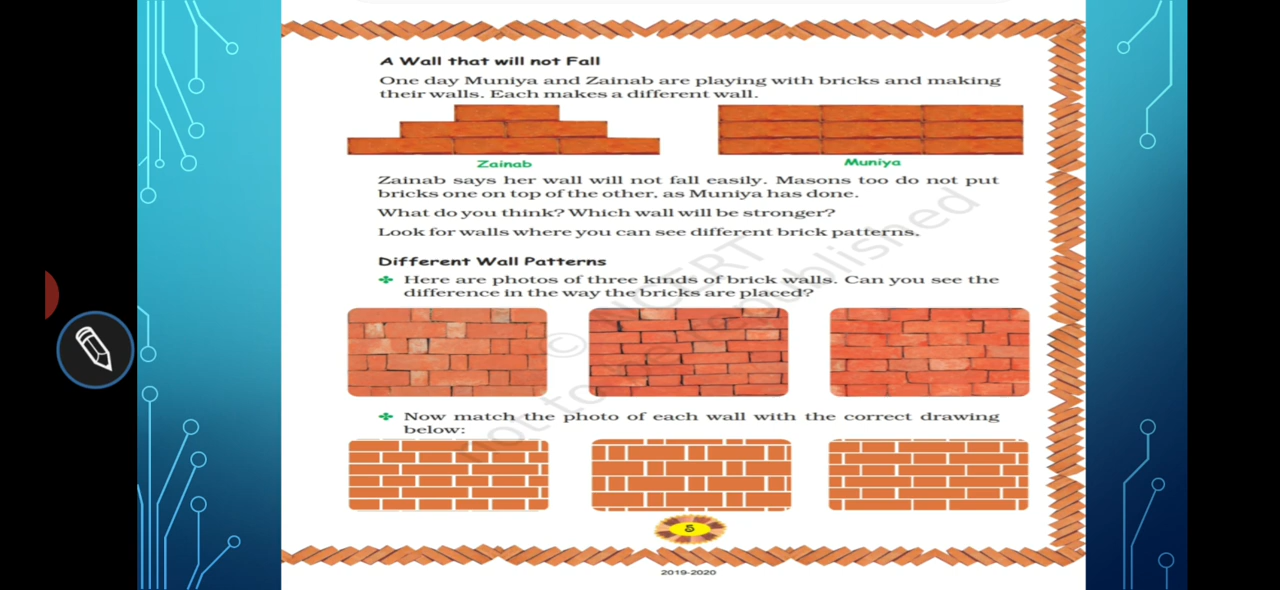 A Wall that will not Fall
One day Muniya and Zainab are playing with bricks and making
their walls. Each makes a different wall.
Zainab
Muniya
Zainab says her wall will not fall easily. Masons too do not put
bricks one on top of the other, as Muniya has done.
What do you think? Which wall will be stronger?
Look for walls where you can see different brick patterns.
Different Wall Patterns
Here are photos of three kinds of brick walls. Can you see the
difference in the way the bricks are placed?
© NCERT
not to be republished
Now match the photo of each wall with the correct drawing
below:
5
2019-2020